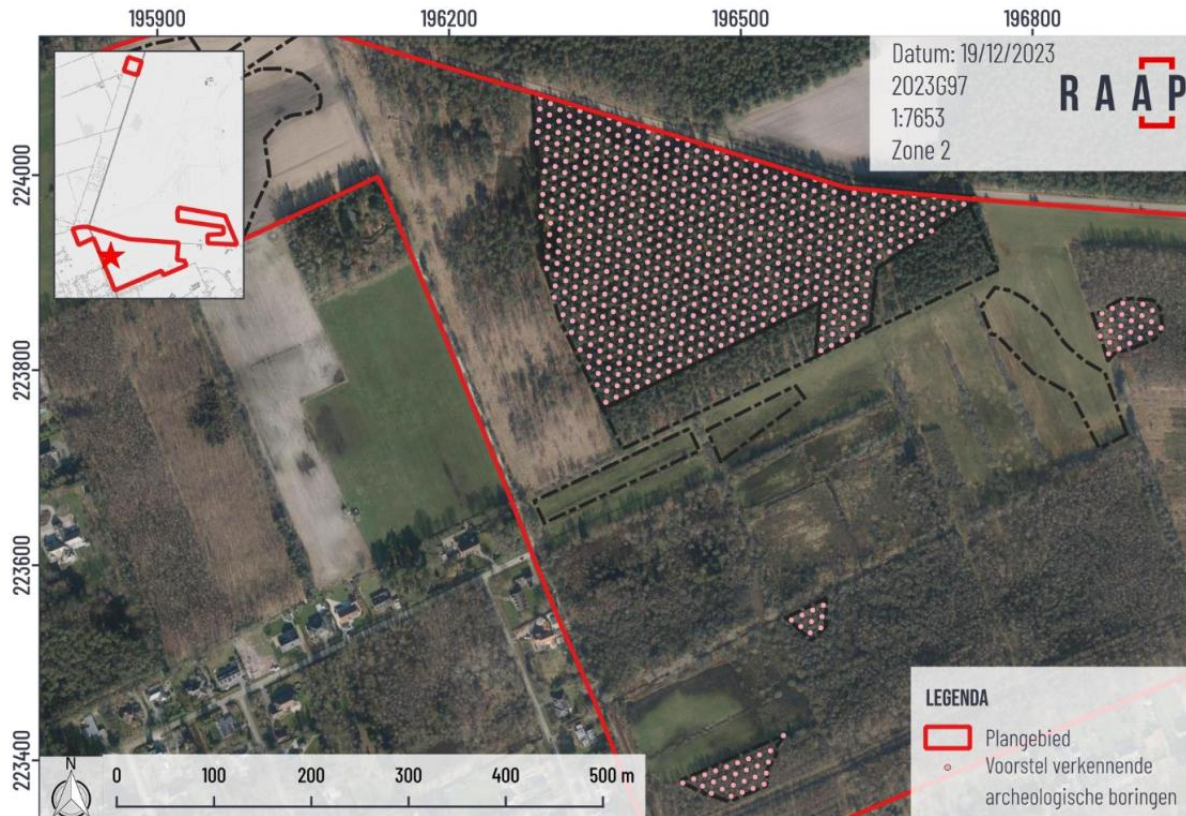 195900 196200 196500 196800
Datum: 19/12/2023
2023G97
1:7653
Zone 2
R A A P
224000
223800
223600
223400
N
0 100 200 300 400 500 m
LEGENDA
Plangebied
Voorstel verkennende
archeologische boringen